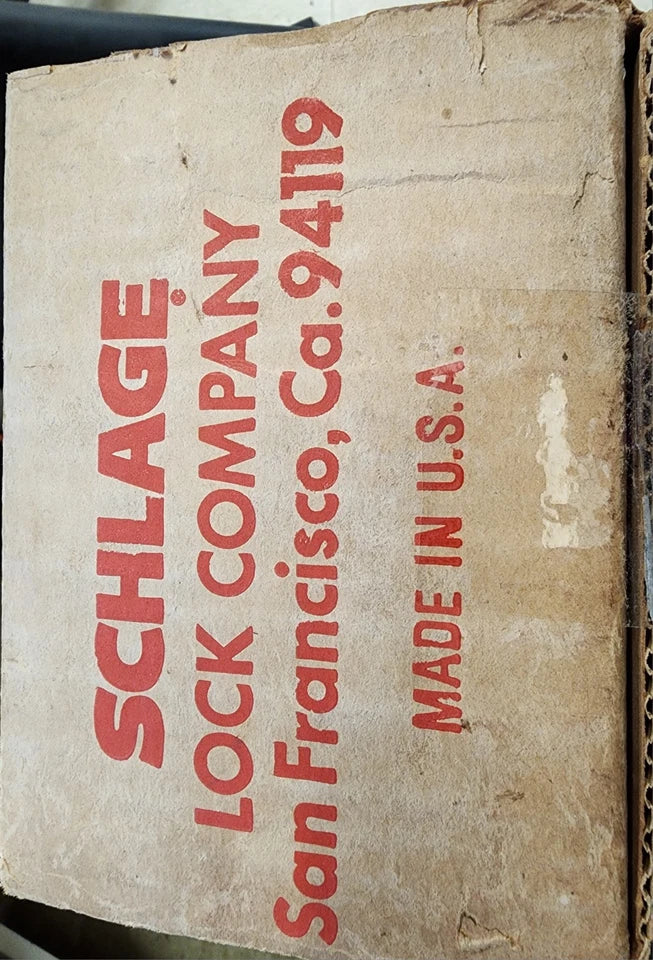 SCHLAGE®
LOCK COMPANY
San Francisco, Ca. 94119
MADE IN U.S.A.